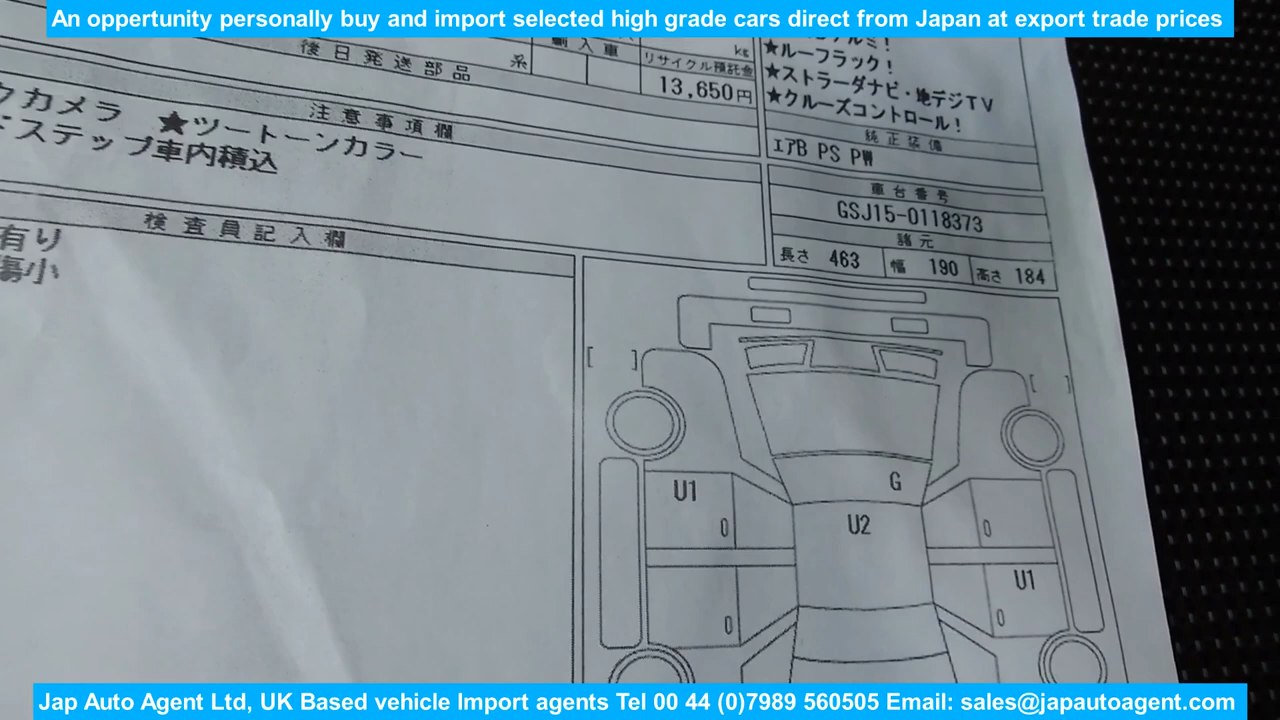 An oppertunity personally buy and import selected high grade cars direct from Japan at export trade prices
後日発送部品
系
輸入車
kg
リサイクル預託金
13,650円
★ルーフラック!
★ストラーダナビ・地デジTV
★クルーズコントロール!
純正装備
エアB PS PW
注意事項欄
カメラ ★ツートーンカラー
ステップ車内積込
車台番号
GSJ15-0118373
諸元
長さ 463 幅 190 高さ 184
検査員記入欄
有り
傷小
[ ]
[ ]
G
U1
U2
U1
Jap Auto Agent Ltd, UK Based vehicle Import agents Tel 00 44 (0)7989 560505 Email: sales@japautoagent.com